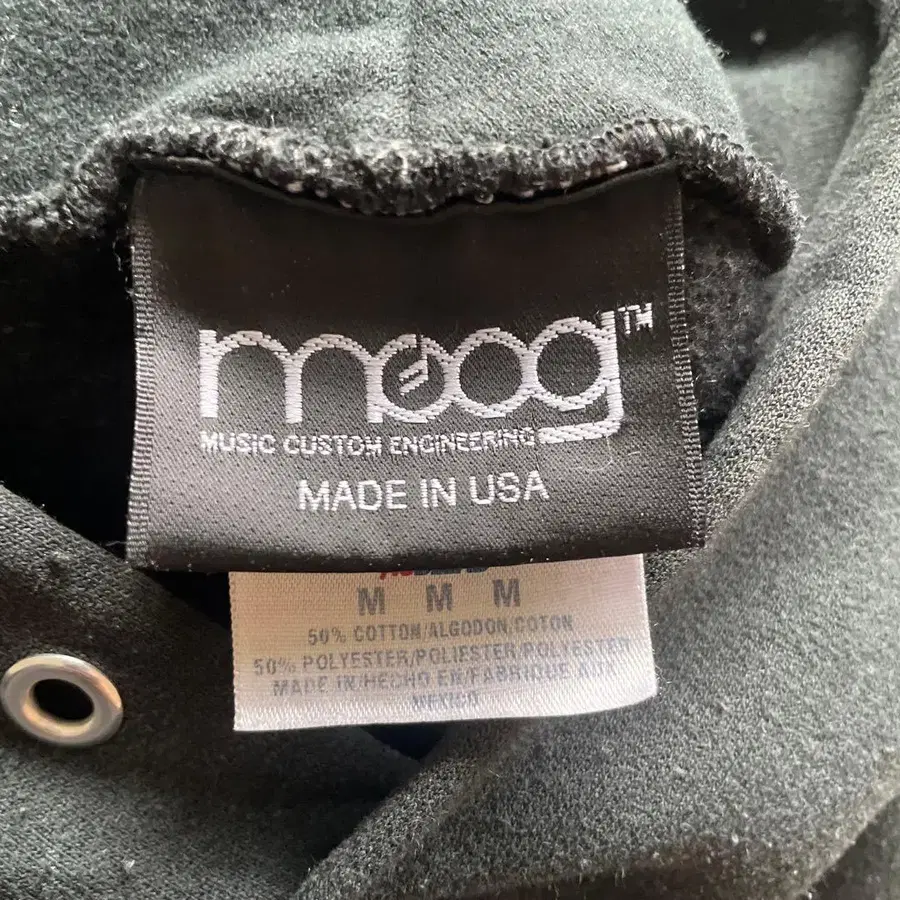 moog™
MUSIC CUSTOM ENGINEERING
MADE IN USA
M M M
50% COTTON/ALGODON/COTON
50% POLYESTER/POLIESTER/POLYESTER
MADE IN/HECHO EN/FABRIQUE AUX
MEXICO